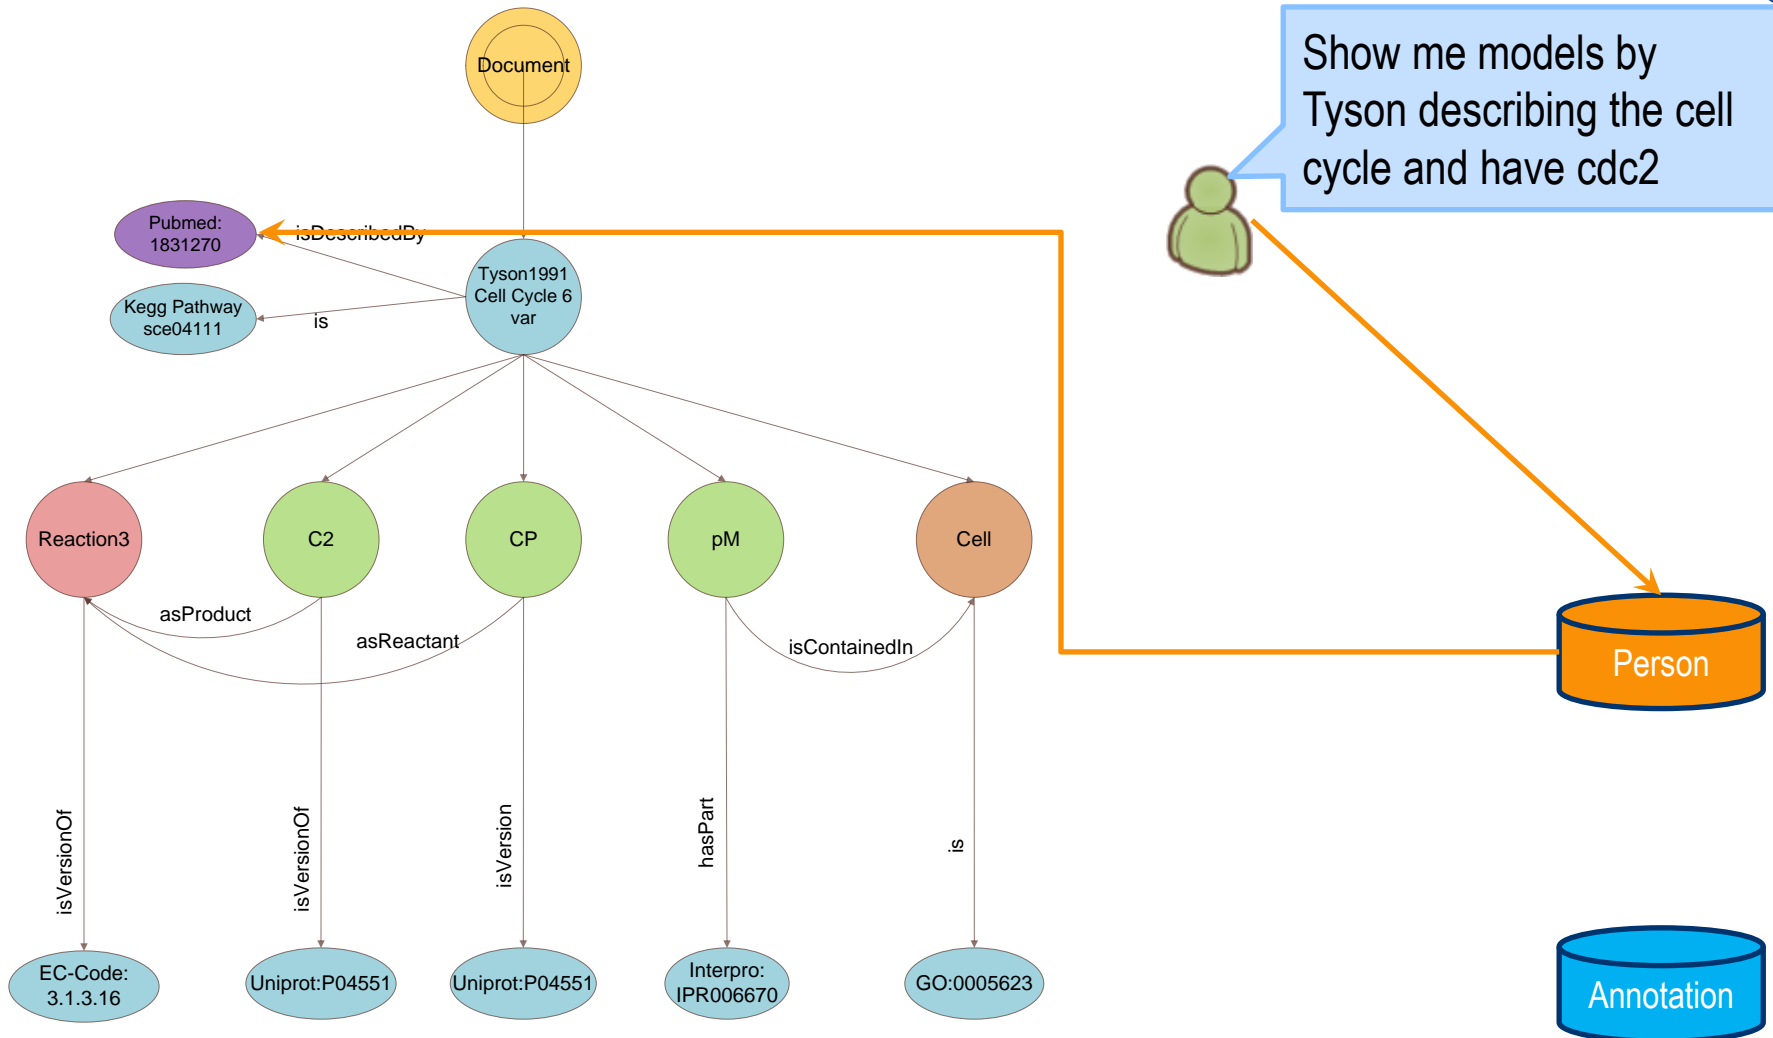 Document
Show me models by
Tyson describing the cell
cycle and have cdc2
Pubmed:
1831270
isDescribedBy
Tyson1991
Cell Cycle 6
var
Kegg Pathway
sce04111
is
Reaction3
C2
CP
pM
Cell
asProduct
asReactant
isContainedIn
Person
isVersionOf
isVersionOf
isVersion
hasPart
is
EC-Code:
3.1.3.16
Uniprot:P04551
Uniprot:P04551
Interpro:
IPR006670
GO:0005623
Annotation